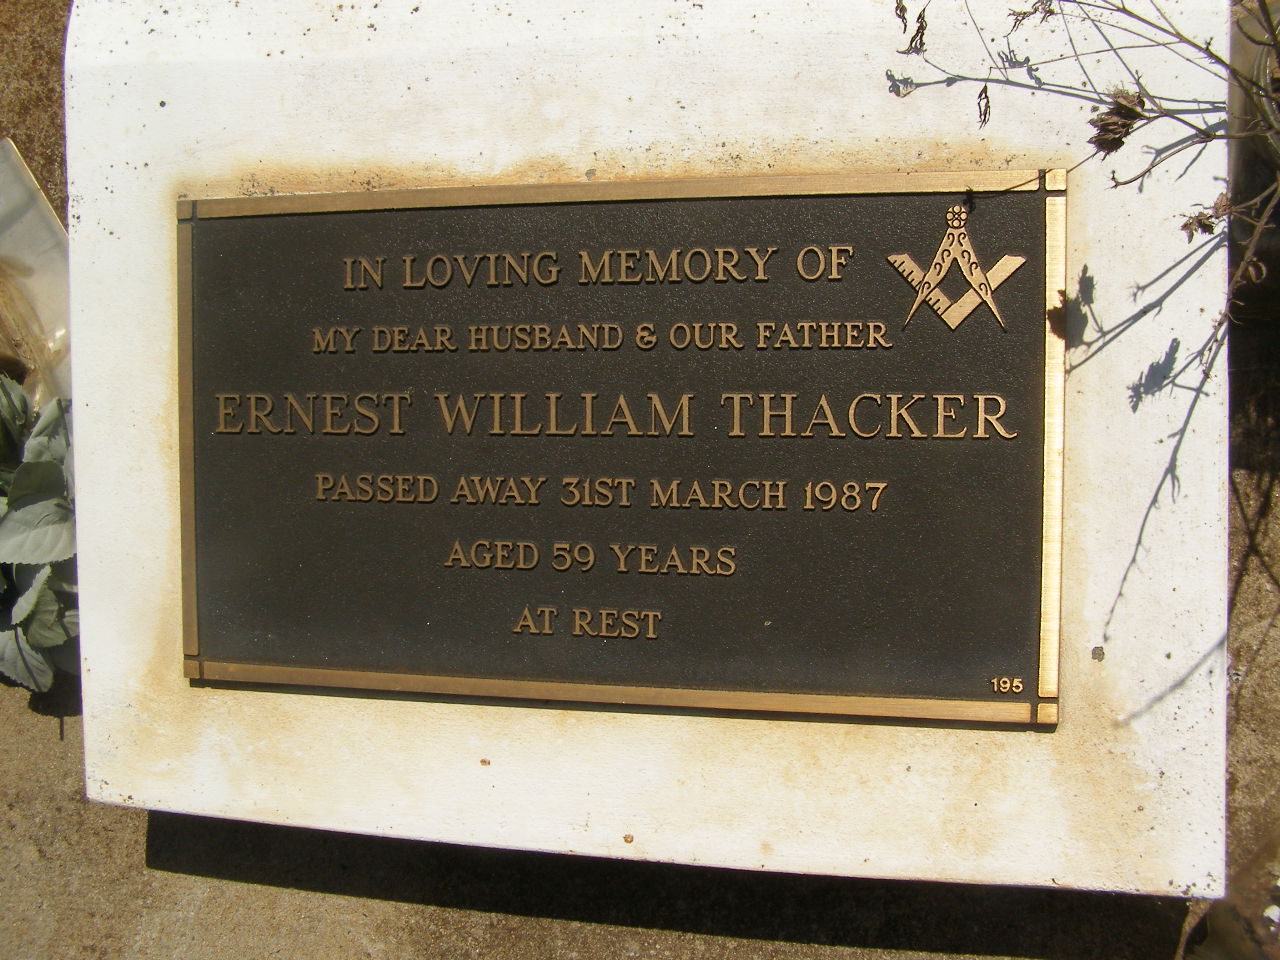 IN LOVING MEMORY OF
MY DEAR HUSBAND & OUR FATHER
ERNEST WILLIAM THACKER
PASSED AWAY 31ST MARCH 1987
AGED 59 YEARS
AT REST
195